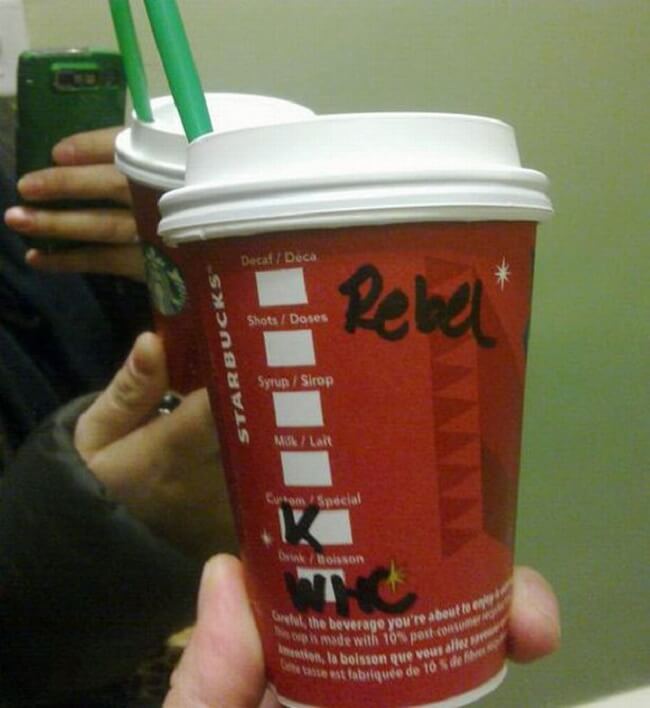 Decaf / Déca
Rebel
Shots / Doses
STARBUCKS
Syrup / Sirop
Milk / Lait
Custom / Spécial
K
Drink / Boisson
WHC
Careful, the beverage you're about to enjoy is
This cup is made with 10% post-consumer
Attention, la boisson que vous allez
Cette tasse est fabriquée de 10 % de fibres